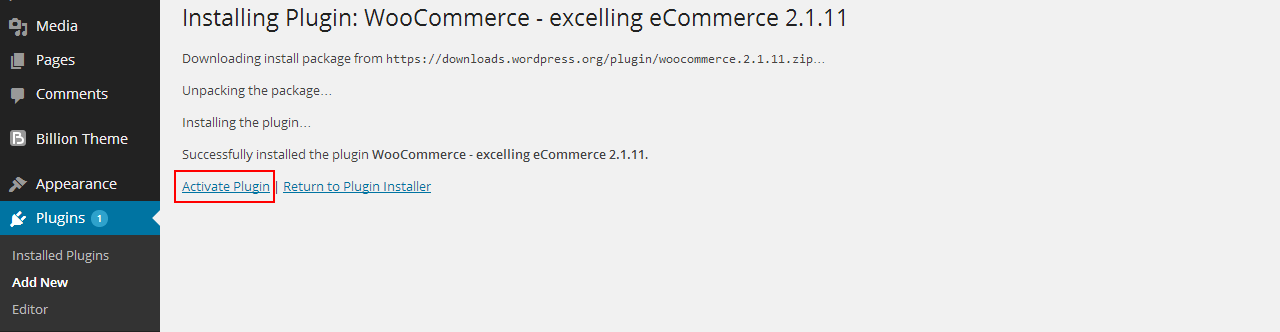 Media
Pages
Comments
Billion Theme
Appearance
Plugins 1
Installed Plugins
Add New
Editor
Installing Plugin: WooCommerce - excelling eCommerce 2.1.11
Downloading install package from https://downloads.wordpress.org/plugin/woocommerce.2.1.11.zip…
Unpacking the package…
Installing the plugin…
Successfully installed the plugin WooCommerce - excelling eCommerce 2.1.11.
Activate Plugin | Return to Plugin Installer